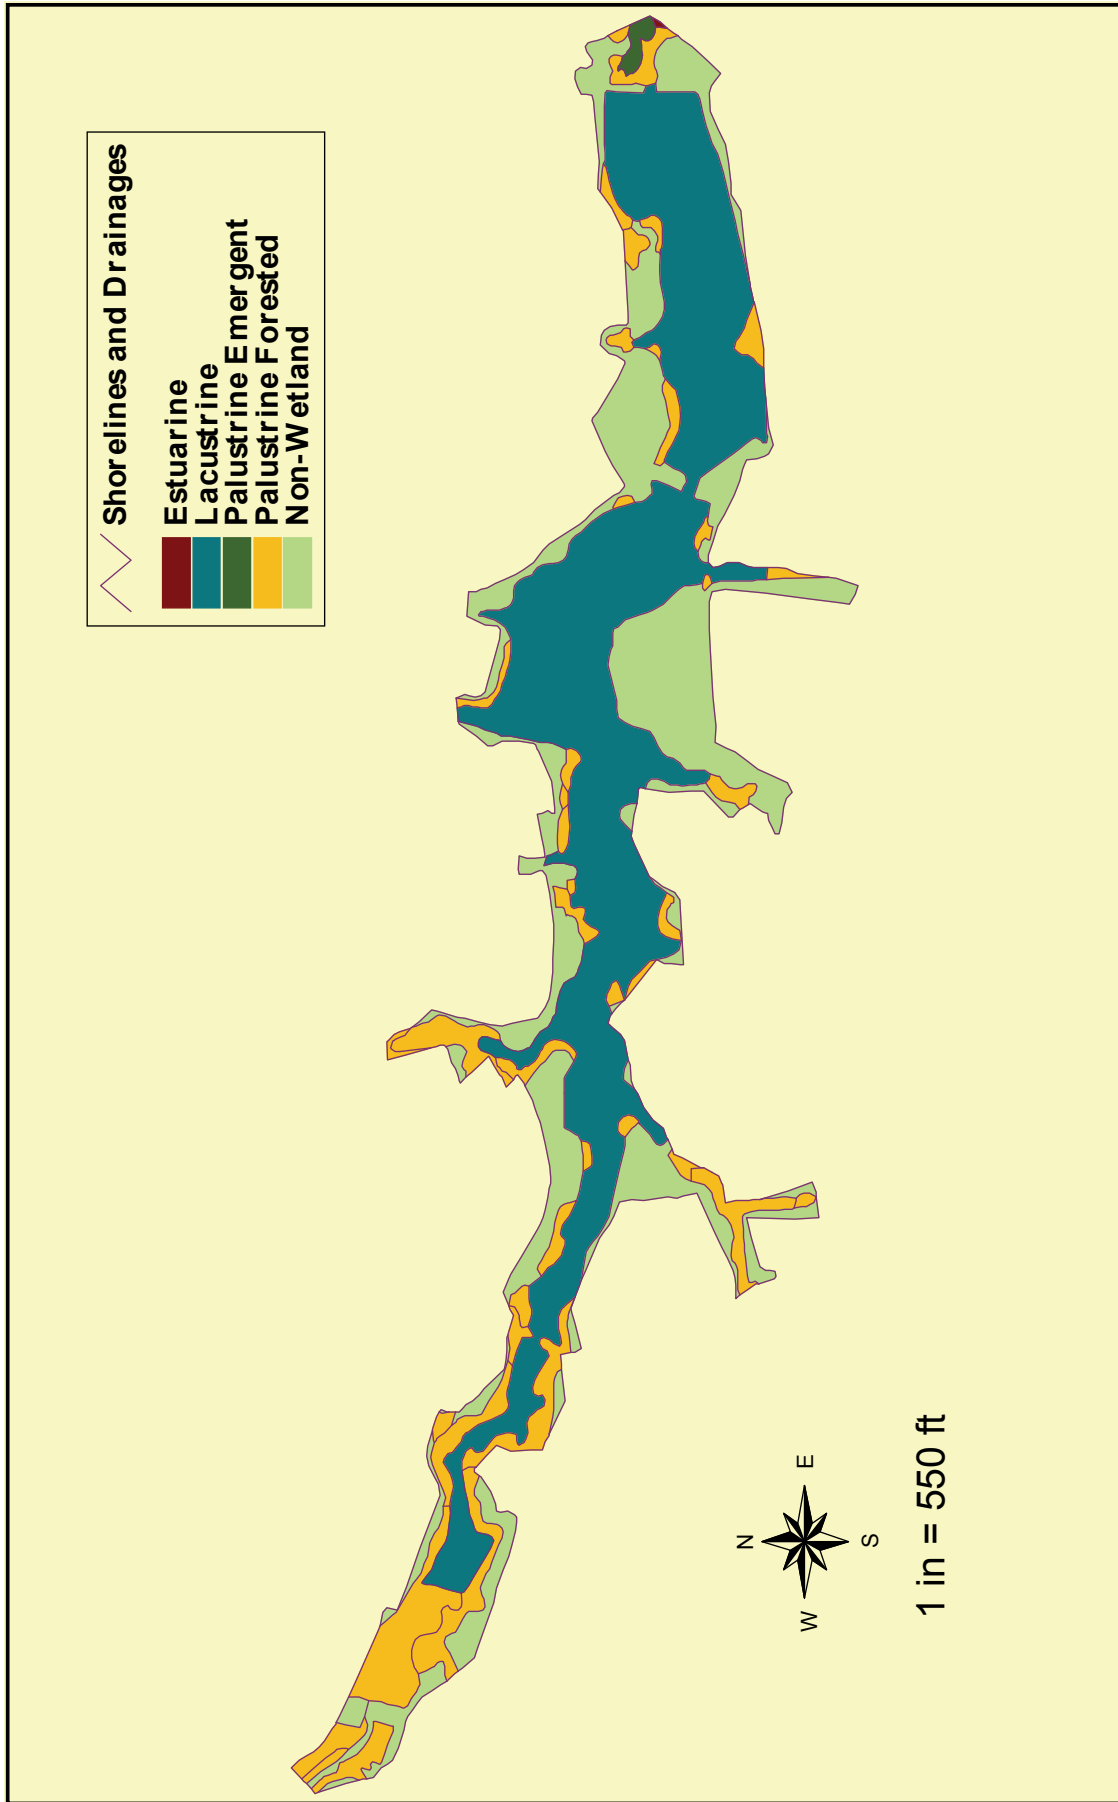 Shorelines and Drainages
Estuarine
Lacustrine
Palustrine Emergent
Palustrine Forested
Non-Wetland
N
W
E
S
1 in = 550 ft